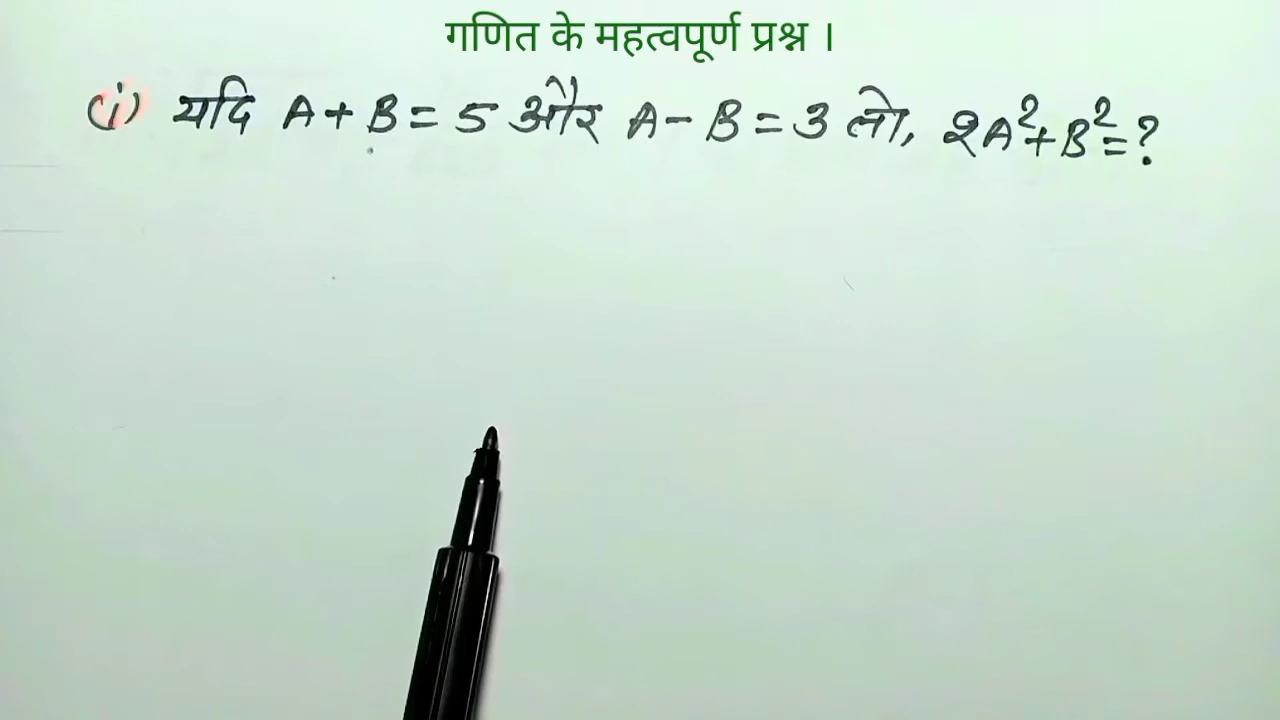 गणित के महत्वपूर्ण प्रश्न ।
(i) यदि A + B = 5 और A - B = 3 तो, 2A²+B²=?